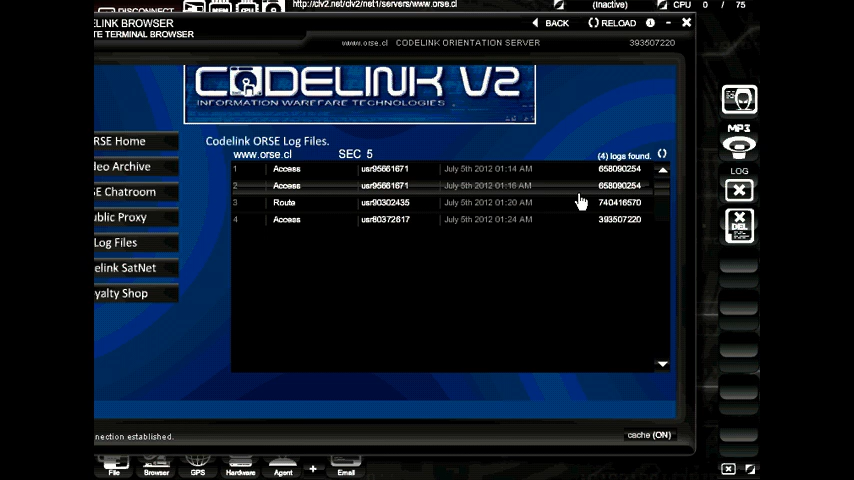 DISCONNECT
http://clv2.net/clv2/net1/servers/www.orse.cl
(Inactive)
CPU 0 / 75
ELINK BROWSER
TE TERMINAL BROWSER
BACK
RELOAD
www.orse.cl CODELINK ORIENTATION SERVER
393507220
CODELINK V2
INFORMATION WAREFARE TECHNOLOGIES
RSE Home
deo Archive
E Chatroom
ublic Proxy
Log Files
elink SatNet
yalty Shop
Codelink ORSE Log Files.
www.orse.cl SEC 5
(4) logs found.
1 Access usr95661671 July 5th 2012 01:14 AM 658090254
2 Access usr95661671 July 5th 2012 01:16 AM 658090254
3 Route usr90302435 July 5th 2012 01:20 AM 740416570
4 Access usr80372617 July 5th 2012 01:24 AM 393507220
MP3
LOG
DEL
nection established.
cache (ON)
File
Browser
GPS
Hardware
Agent
Email